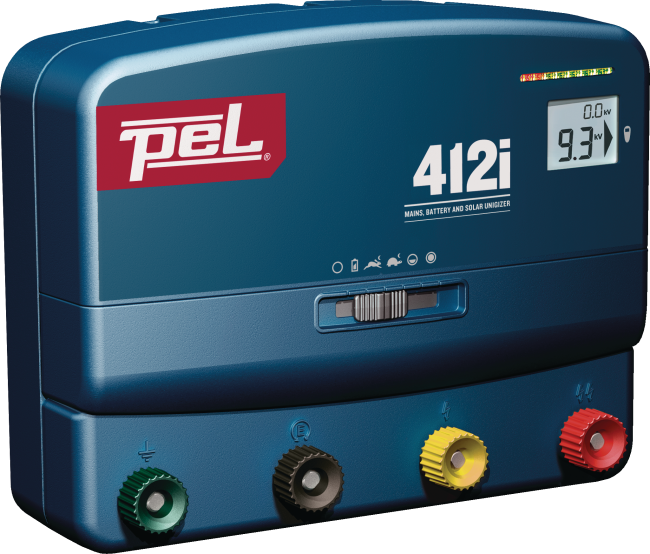 PEL®
0.0 kV
9.3 kV
412i
MAINS, BATTERY AND SOLAR UNIGIZER
E